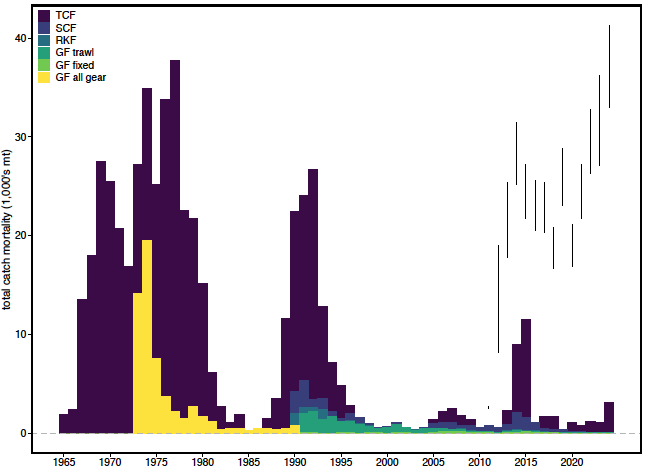 TCF
SCF
RKF
GF trawl
GF fixed
GF all gear
total catch mortality (1,000's mt)
40
30
20
10
0
1965 1970 1975 1980 1985 1990 1995 2000 2005 2010 2015 2020